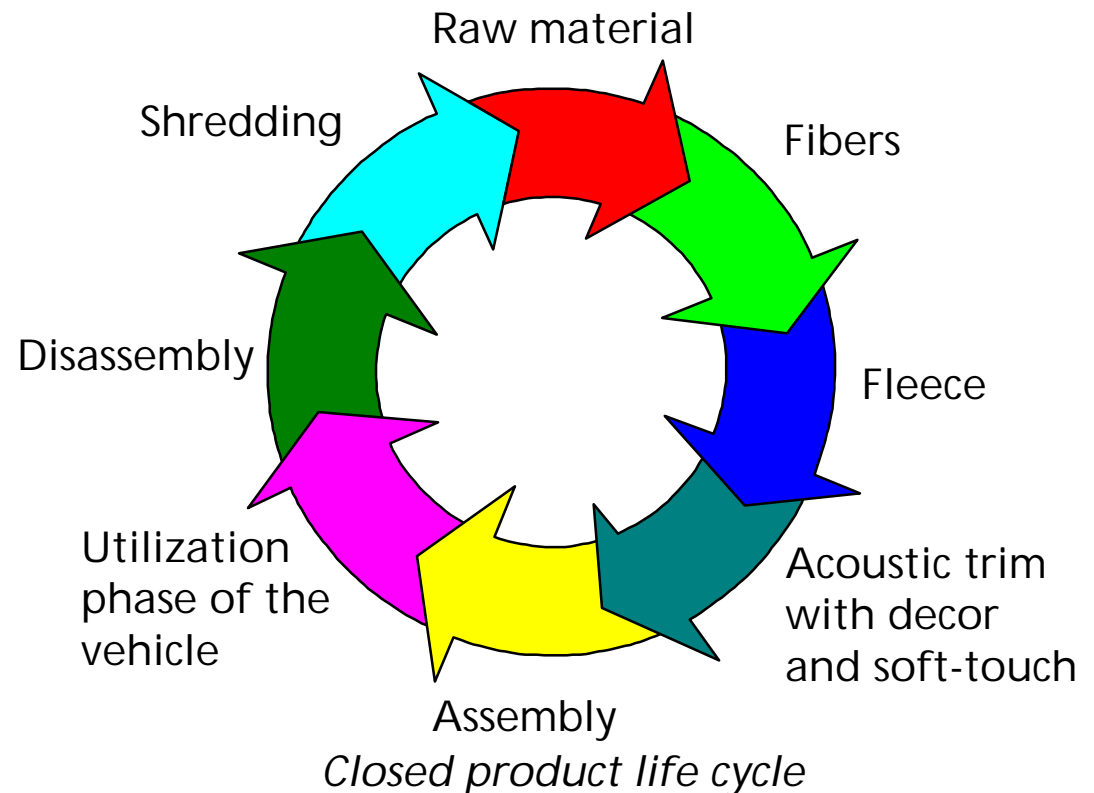 Raw material
Shredding
Fibers
Disassembly
Fleece
Utilization
phase of the
vehicle
Acoustic trim
with decor
and soft-touch
Assembly
Closed product life cycle